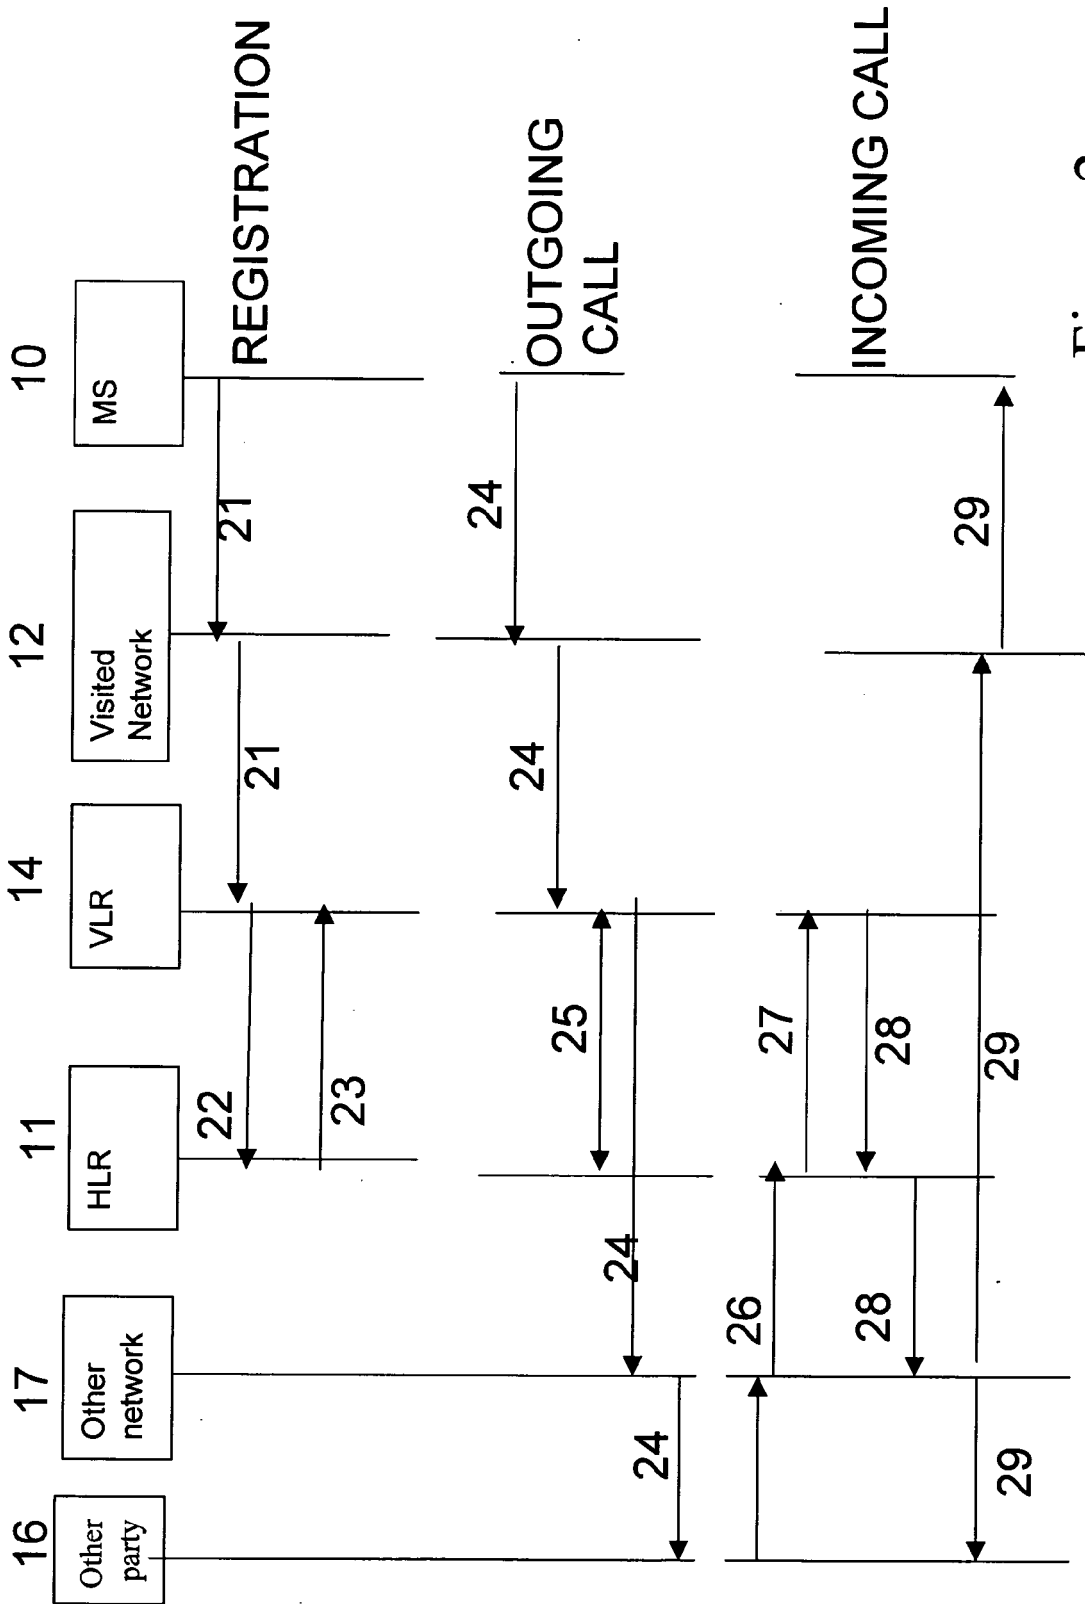 16
17
11
14
12
10
Other
party
Other
network
HLR
VLR
Visited
Network
MS
REGISTRATION
21
21
22
23
OUTGOING
CALL
24
24
25
24
24
INCOMING CALL
26
27
28
28
29
29
29